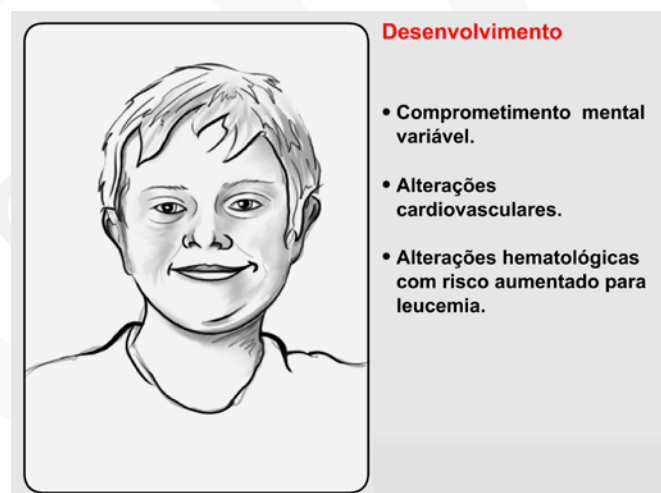 Desenvolvimento
• Comprometimento mental
variável.
• Alterações
cardiovasculares.
• Alterações hematológicas
com risco aumentado para
leucemia.